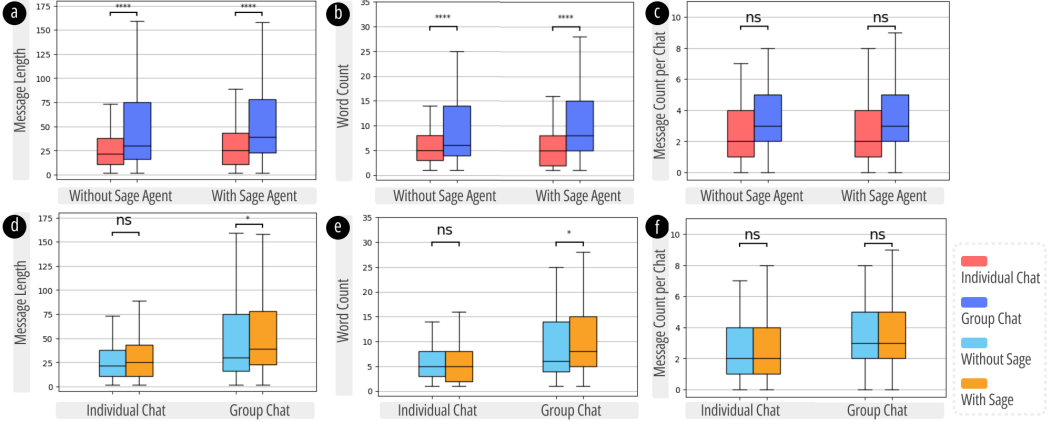 a
Message Length
175
150
125
100
75
50
25
0
****
****
Without Sage Agent
With Sage Agent
b
Word Count
35
30
25
20
15
10
5
0
****
****
Without Sage Agent
With Sage Agent
c
Message Count per Chat
10
8
6
4
2
0
ns
ns
Without Sage Agent
With Sage Agent
d
Message Length
175
150
125
100
75
50
25
0
ns
*
Individual Chat
Group Chat
e
Word Count
35
30
25
20
15
10
5
0
ns
*
Individual Chat
Group Chat
f
Message Count per Chat
10
8
6
4
2
0
ns
ns
Individual Chat
Group Chat
Individual Chat
Group Chat
Without Sage
With Sage